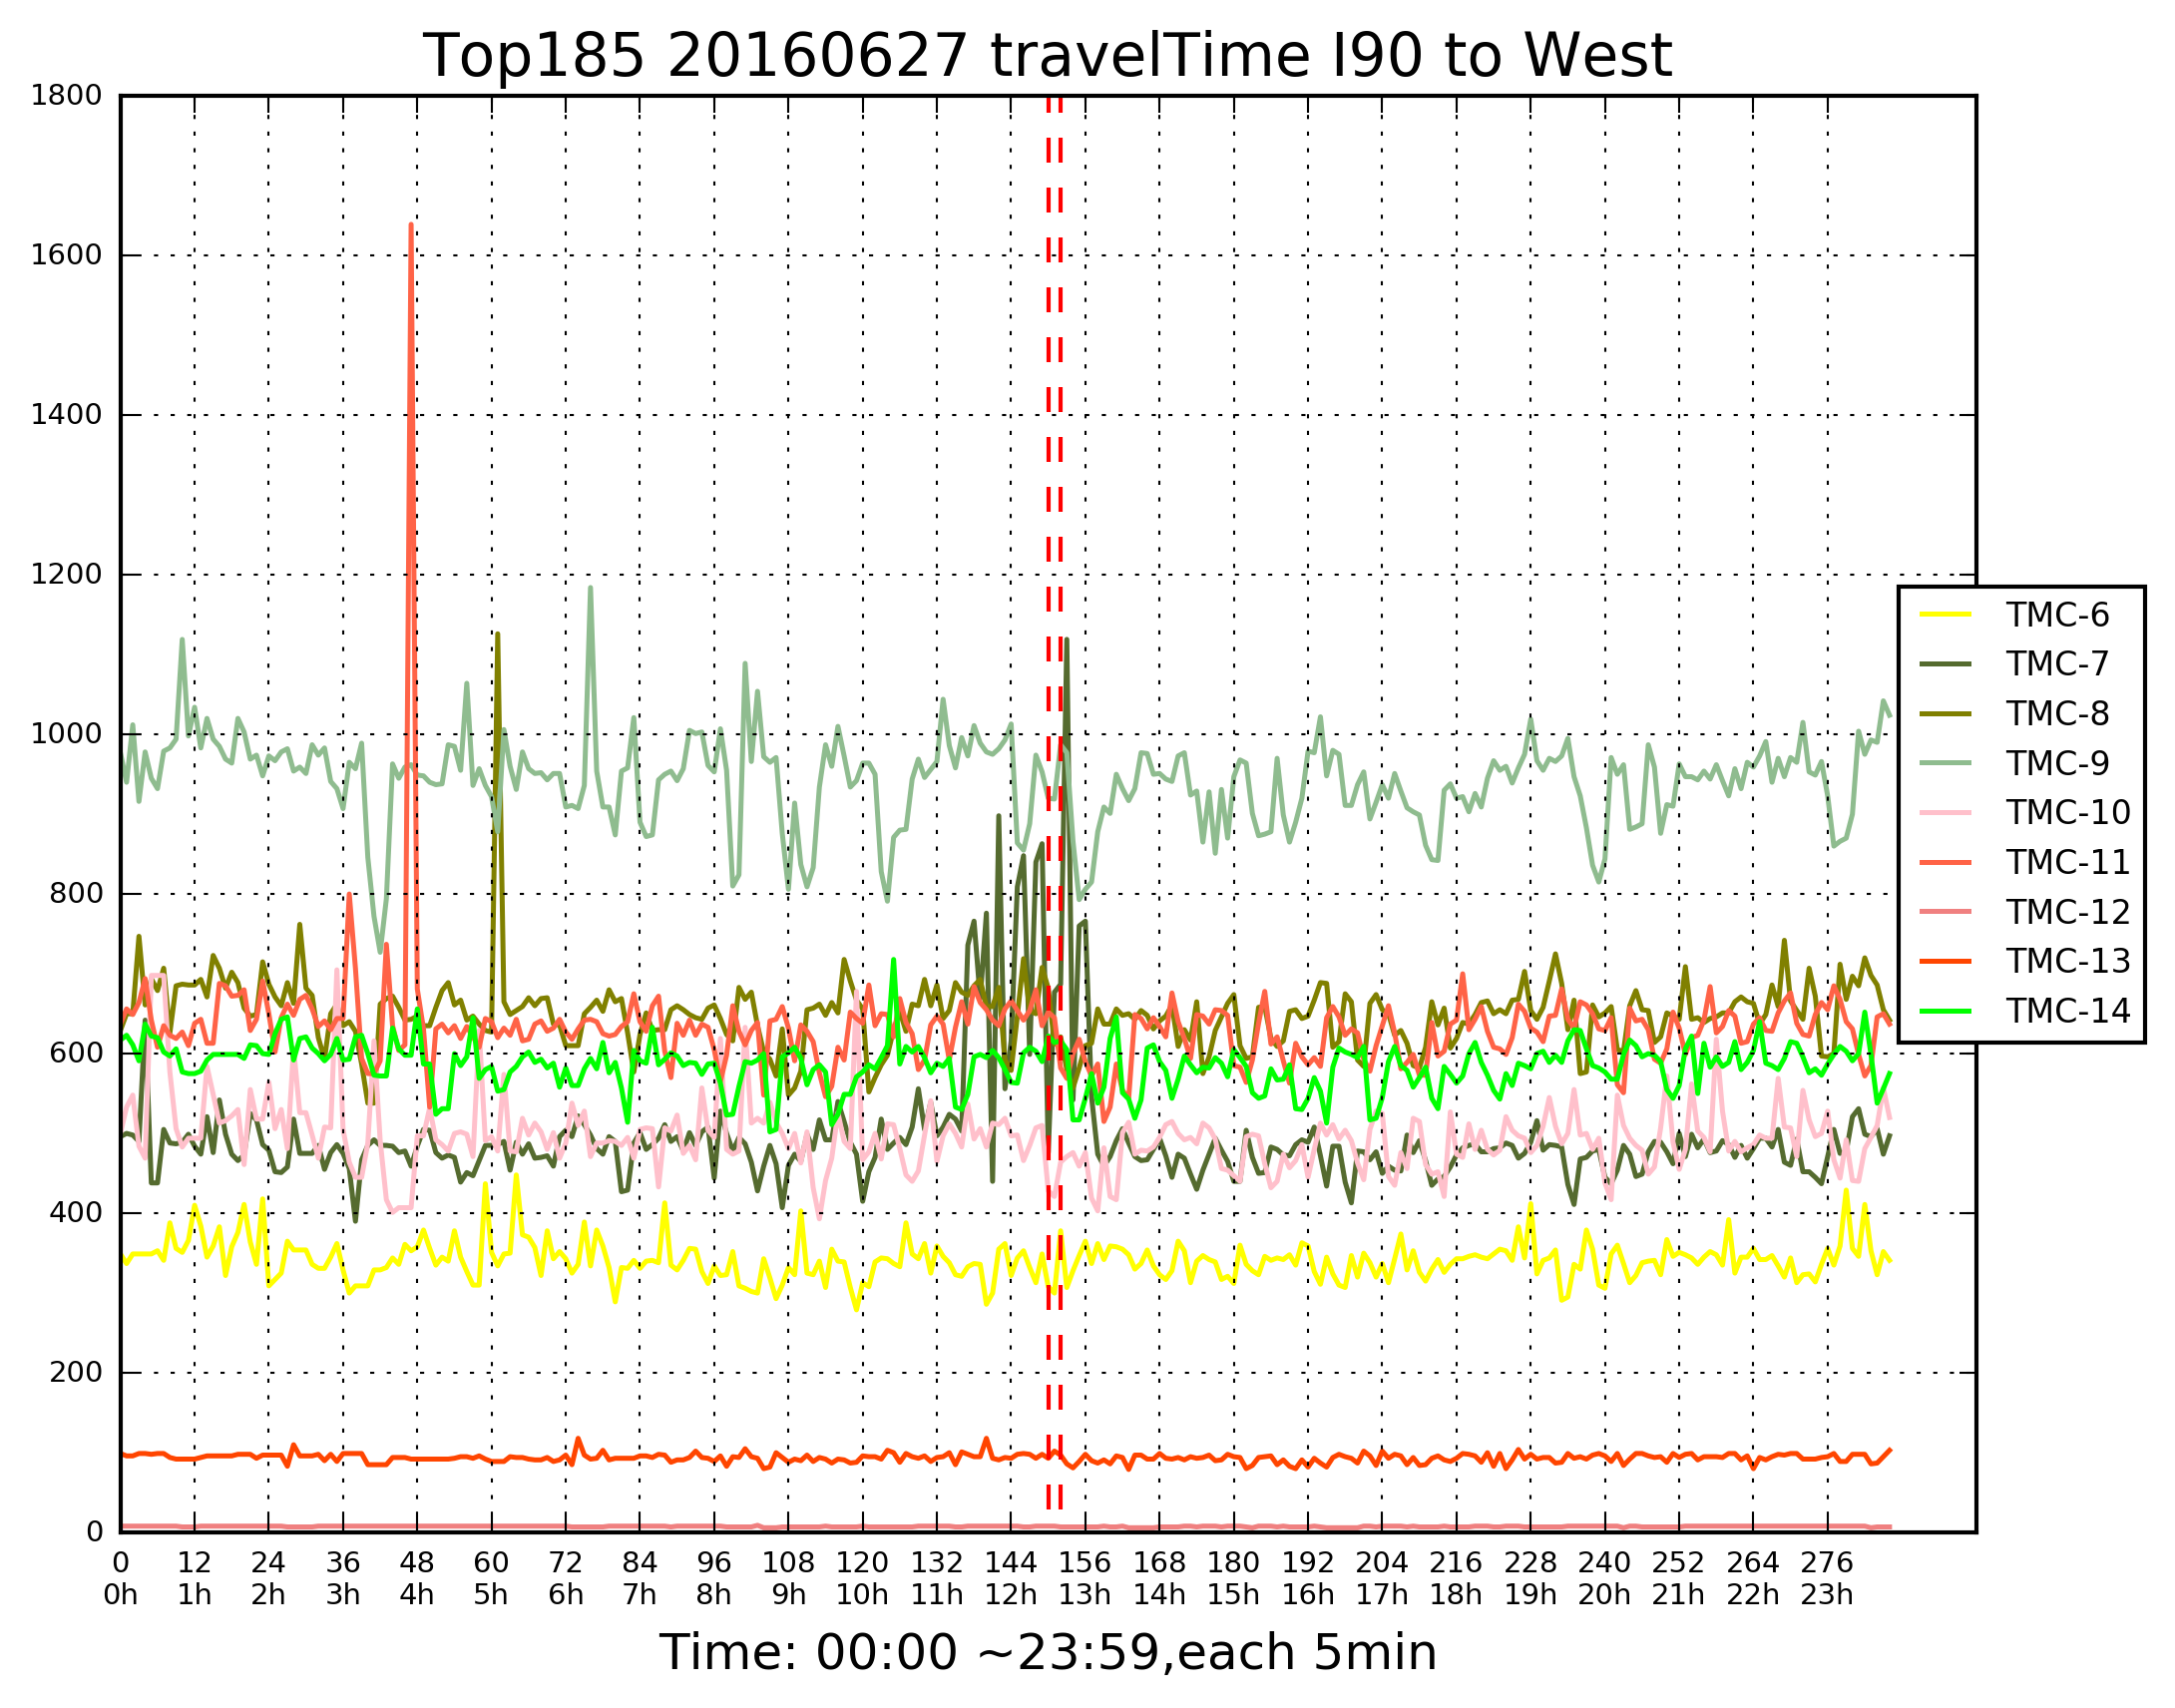 Top185 20160627 travelTime I90 to West
1800
1600
1400
1200
1000
800
600
400
200
0
TMC-6
TMC-7
TMC-8
TMC-9
TMC-10
TMC-11
TMC-12
TMC-13
TMC-14
0 12 24 36 48 60 72 84 96 108 120 132 144 156 168 180 192 204 216 228 240 252 264 276
0h 1h 2h 3h 4h 5h 6h 7h 8h 9h 10h 11h 12h 13h 14h 15h 16h 17h 18h 19h 20h 21h 22h 23h
Time: 00:00 ~23:59,each 5min